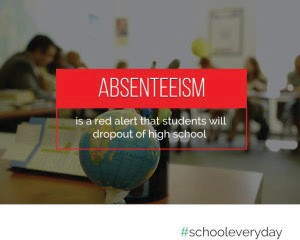 ABSENTEEISM
is a red alert that students will
dropout of high school
#schooleveryday